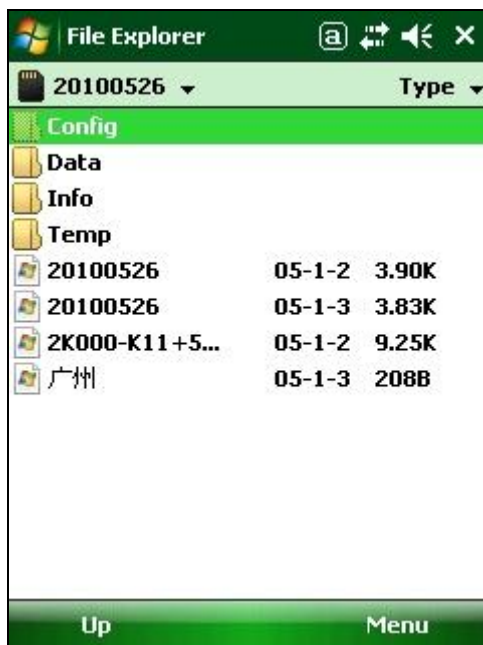 File Explorer
20100526 Type
Config
Data
Info
Temp
20100526 05-1-2 3.90K
20100526 05-1-3 3.83K
2K000-K11+5... 05-1-2 9.25K
广州 05-1-3 208B
Up Menu